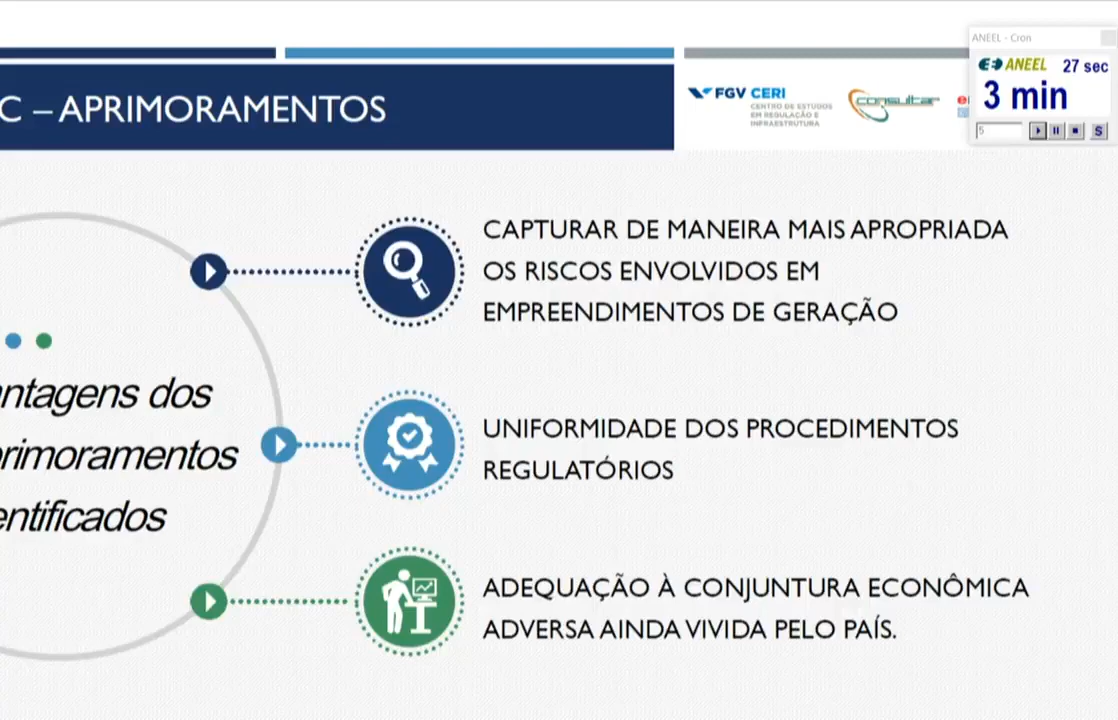 C – APRIMORAMENTOS
FGV CERI
CENTRO DE ESTUDOS
EM REGULAÇÃO E
INFRAESTRUTURA
consultar
ANEEL - Cron
ANEEL 27 sec
3 min
5
S
CAPTURAR DE MANEIRA MAIS APROPRIADA
OS RISCOS ENVOLVIDOS EM
EMPREENDIMENTOS DE GERAÇÃO
antagens dos
primoramentos
entificados
UNIFORMIDADE DOS PROCEDIMENTOS
REGULATÓRIOS
ADEQUAÇÃO À CONJUNTURA ECONÔMICA
ADVERSA AINDA VIVIDA PELO PAÍS.